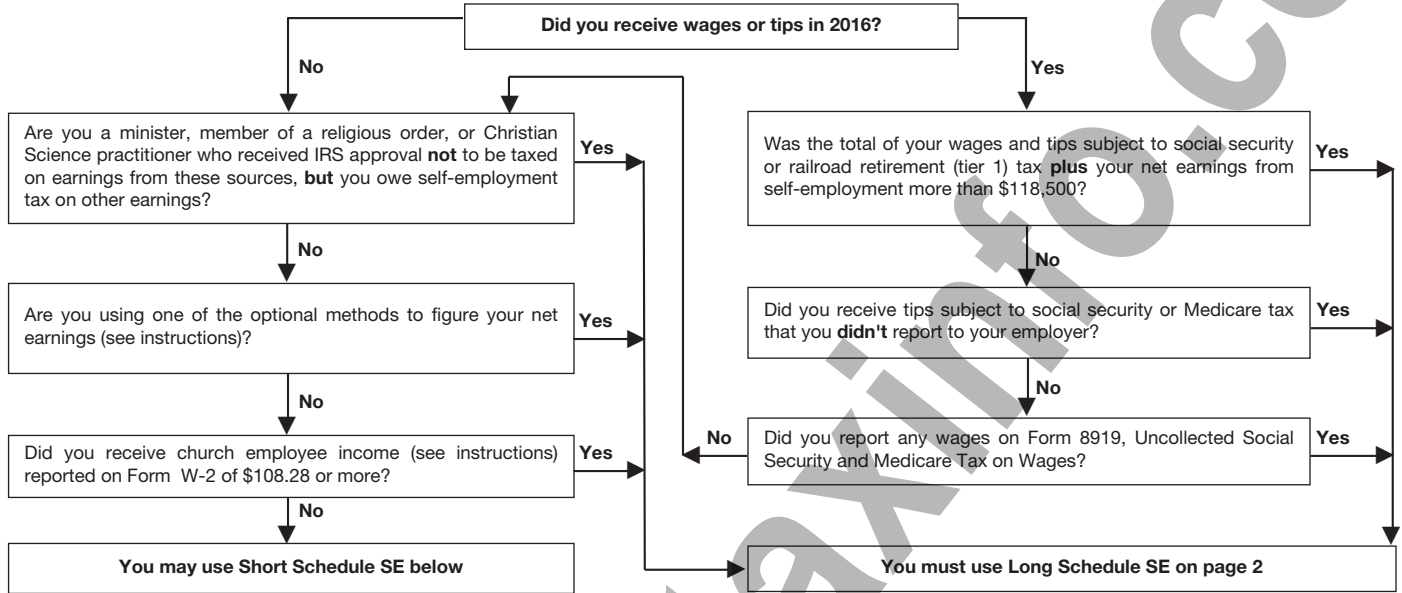 Did you receive wages or tips in 2016?
No
Yes
Are you a minister, member of a religious order, or Christian
Science practitioner who received IRS approval not to be taxed
on earnings from these sources, but you owe self-employment
tax on other earnings?
Yes
Was the total of your wages and tips subject to social security
or railroad retirement (tier 1) tax plus your net earnings from
self-employment more than $118,500?
Yes
No
No
Are you using one of the optional methods to figure your net
earnings (see instructions)?
Yes
Did you receive tips subject to social security or Medicare tax
that you didn't report to your employer?
Yes
No
No
Did you receive church employee income (see instructions)
reported on Form W-2 of $108.28 or more?
Yes
No
Did you report any wages on Form 8919, Uncollected Social
Security and Medicare Tax on Wages?
Yes
No
You may use Short Schedule SE below
You must use Long Schedule SE on page 2
taxinfo.co